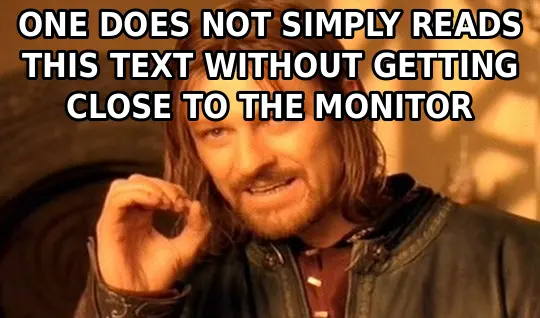 ONE DOES NOT SIMPLY READS
THIS TEXT WITHOUT GETTING
CLOSE TO THE MONITOR